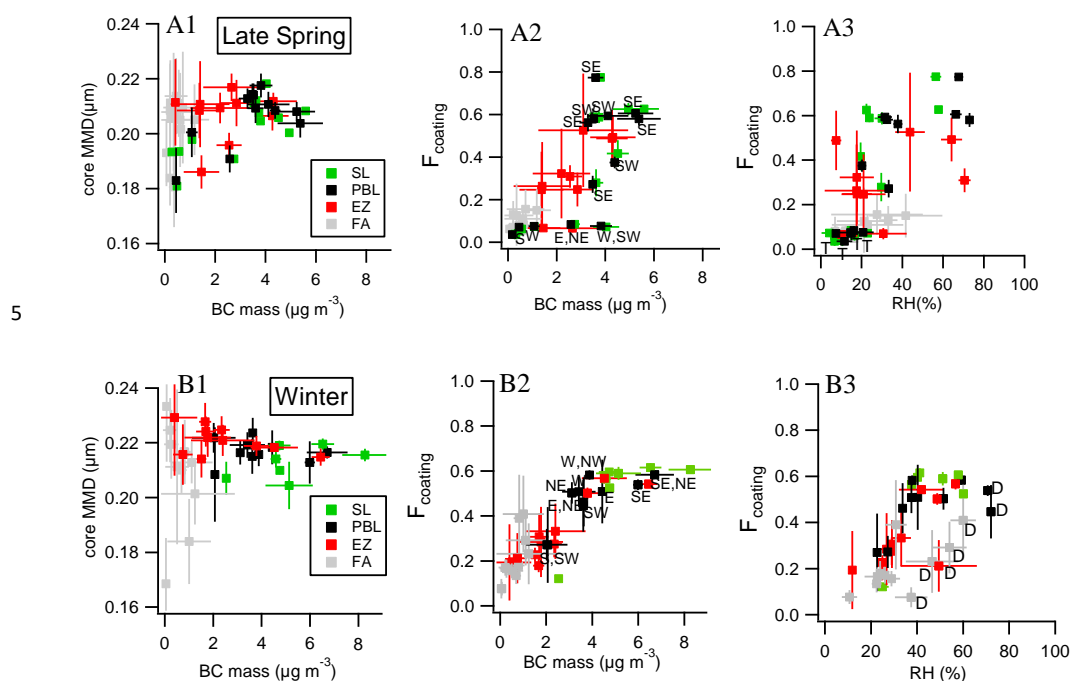 A1
Late Spring
core MMD(µm)
0.24
0.22
0.20
0.18
0.16
SL
PBL
EZ
FA
0 2 4 6 8
BC mass (µg m-3)
A2
F coating
1.0
0.8
0.6
0.4
0.2
0.0
SE
SE
SW
SE
SE
SW
SE
SW
E,NE W,SW
0 2 4 6 8
BC mass (µg m-3)
A3
F coating
1.0
0.8
0.6
0.4
0.2
0.0
T T T T
0 20 40 60 80 100
RH(%)
5
B1
Winter
core MMD (µm)
0.24
0.22
0.20
0.18
0.16
SL
PBL
EZ
FA
0 2 4 6 8
BC mass (µg m-3)
B2
F coating
1.0
0.8
0.6
0.4
0.2
0.0
W,NW
NE W
SE,NE
E,NE E SE
SW
S,SW
0 2 4 6 8
BC mass (µg m-3)
B3
F coating
1.0
0.8
0.6
0.4
0.2
0.0
D
D
D
D
D
D
D
0 20 40 60 80 100
RH (%)